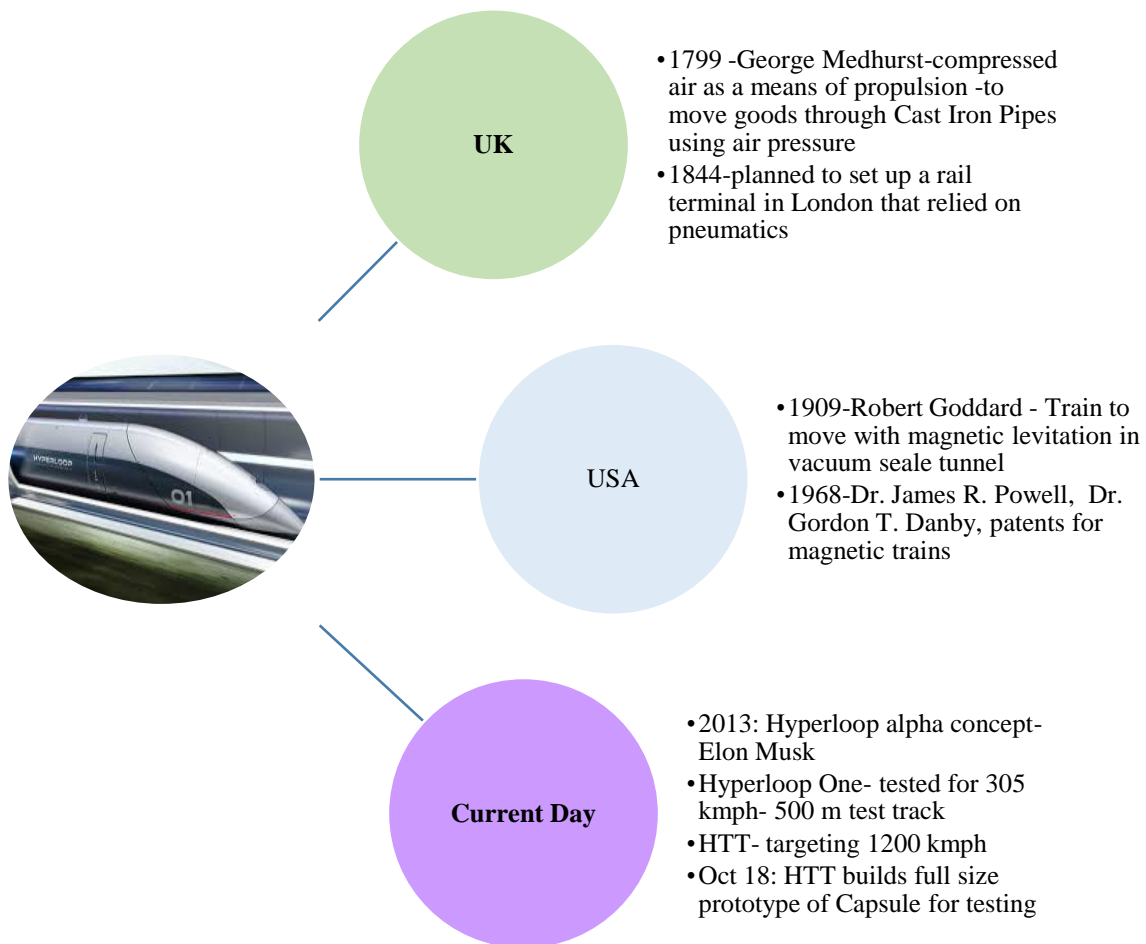 UK
•1799 -George Medhurst-compressed
air as a means of propulsion -to
move goods through Cast Iron Pipes
using air pressure
•1844-planned to set up a rail
terminal in London that relied on
pneumatics
HYPERLOOP
01
USA
•1909-Robert Goddard - Train to
move with magnetic levitation in
vacuum seale tunnel
•1968-Dr. James R. Powell, Dr.
Gordon T. Danby, patents for
magnetic trains
Current Day
•2013: Hyperloop alpha concept-
Elon Musk
•Hyperloop One- tested for 305
kmph- 500 m test track
•HTT- targeting 1200 kmph
•Oct 18: HTT builds full size
prototype of Capsule for testing